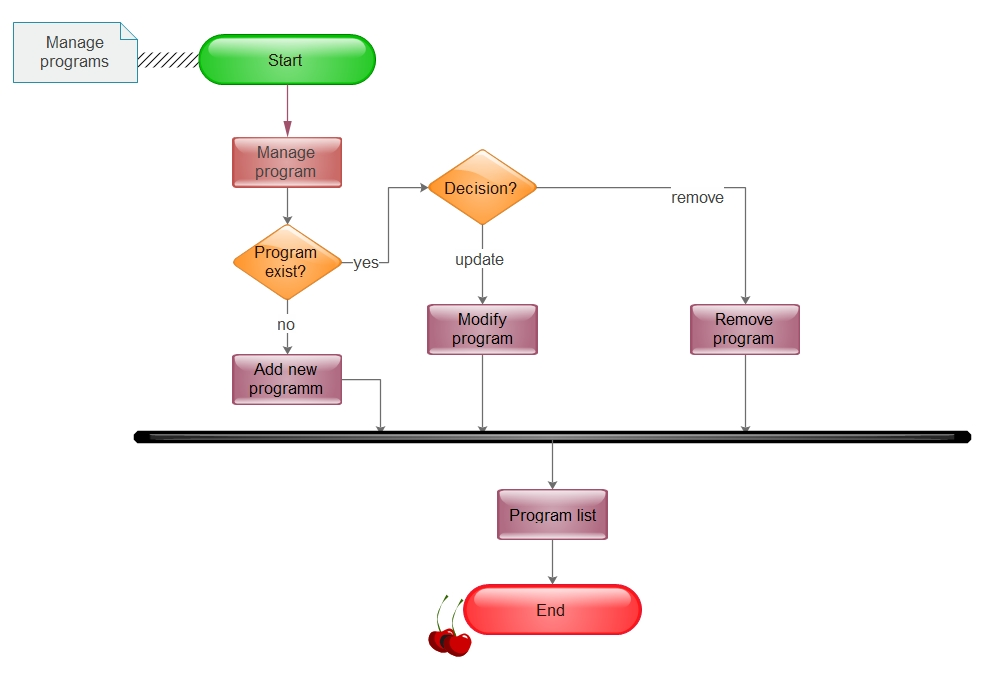 Manage
programs
Start
Manage
program
Program
exist?
yes
Decision?
remove
update
no
Modify
program
Remove
program
Add new
programm
Program list
End